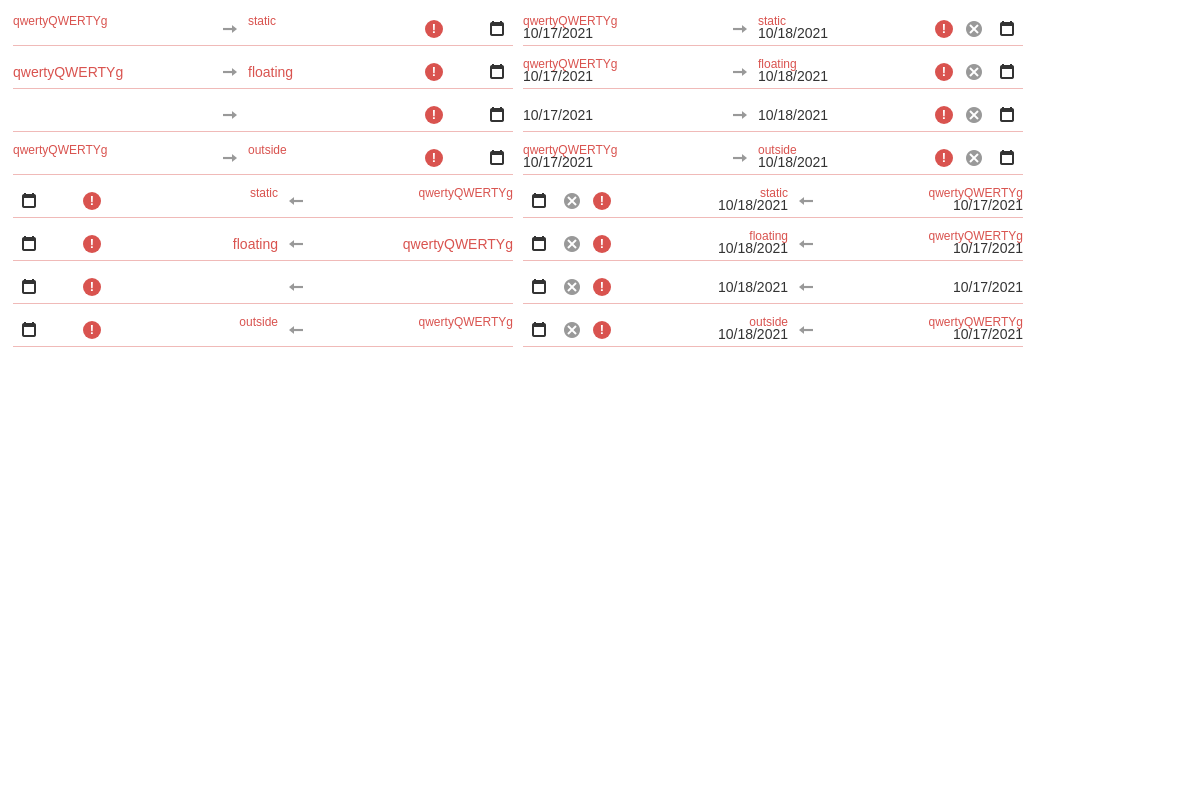 qwertyQWERTYg static qwertyQWERTYg static
10/17/2021 10/18/2021
qwertyQWERTYg floating qwertyQWERTYg floating
10/17/2021 10/18/2021
10/17/2021 10/18/2021
qwertyQWERTYg outside qwertyQWERTYg outside
10/17/2021 10/18/2021
static qwertyQWERTYg static qwertyQWERTYg
10/18/2021 10/17/2021
floating qwertyQWERTYg floating qwertyQWERTYg
10/18/2021 10/17/2021
10/18/2021 10/17/2021
outside qwertyQWERTYg outside qwertyQWERTYg
10/18/2021 10/17/2021